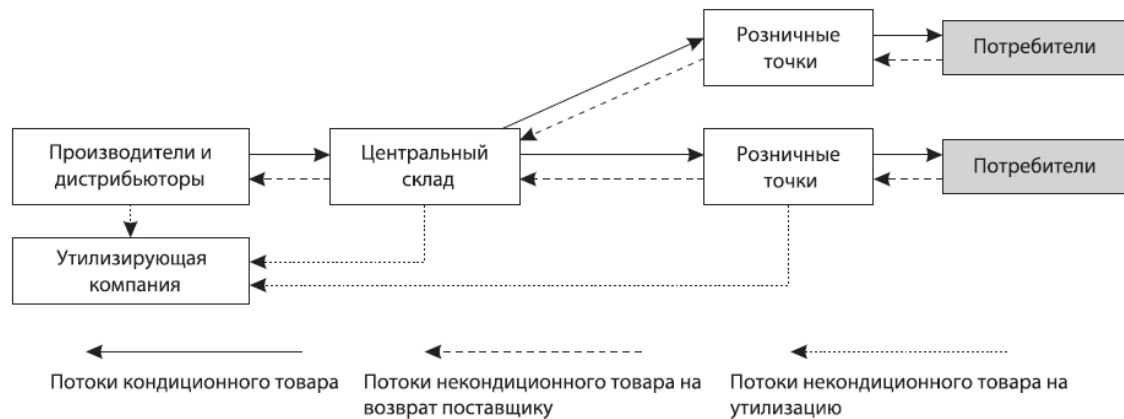 Розничные
точки
Потребители
Производители и
дистрибьюторы
Центральный
склад
Розничные
точки
Потребители
Утилизирующая
компания
Потоки кондиционного товара
Потоки некондиционного товара на
возврат поставщику
Потоки некондиционного товара на
утилизацию